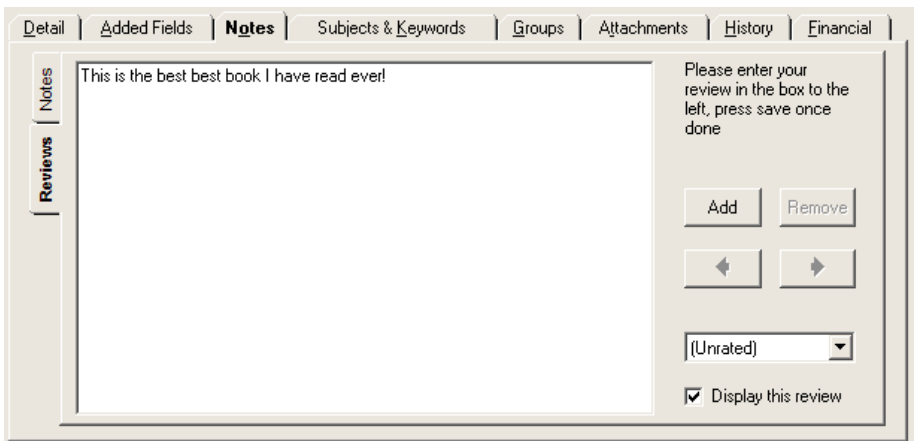 Detail Added Fields Notes Subjects & Keywords Groups Attachments History Financial
Notes
Reviews
This is the best best book I have read ever!
Please enter your
review in the box to the
left, press save once
done
Add Remove
(Unrated)
Display this review